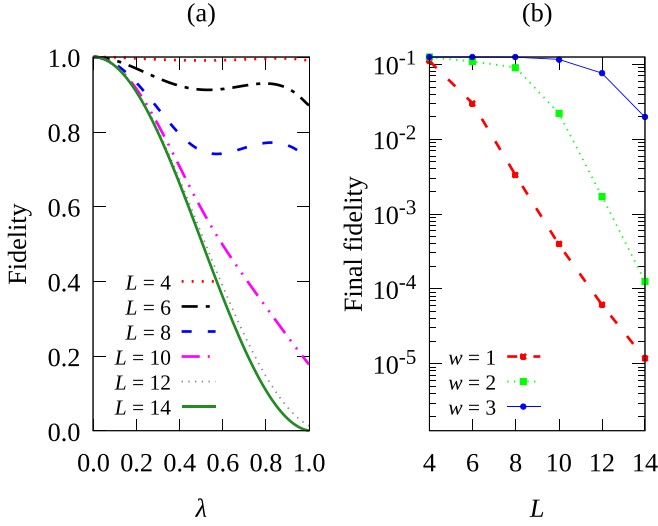 (a)
1.0
0.8
0.6
0.4
0.2
0.0
Fidelity
L = 4
L = 6
L = 8
L = 10
L = 12
L = 14
0.0 0.2 0.4 0.6 0.8 1.0
λ
(b)
10⁻¹
10⁻²
10⁻³
10⁻⁴
10⁻⁵
Final fidelity
w = 1
w = 2
w = 3
4 6 8 10 12 14
L